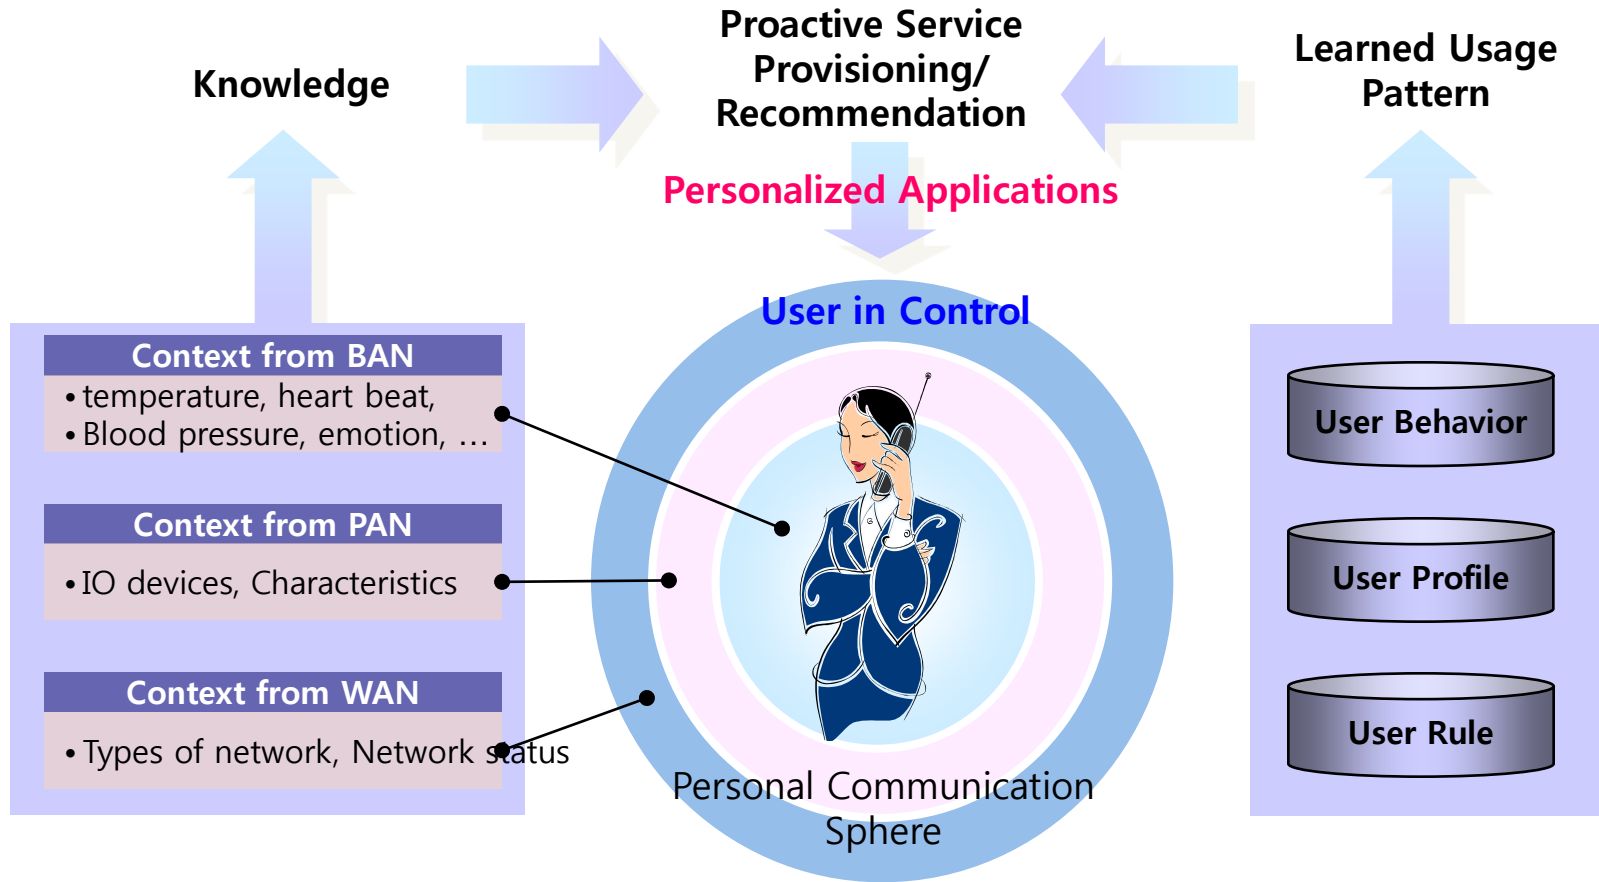 Proactive Service
Provisioning/
Recommendation
Knowledge
Learned Usage
Pattern
Personalized Applications
User in Control
Context from BAN
• temperature, heart beat,
• Blood pressure, emotion, …
Context from PAN
• IO devices, Characteristics
Context from WAN
• Types of network, Network status
Personal Communication
Sphere
User Behavior
User Profile
User Rule